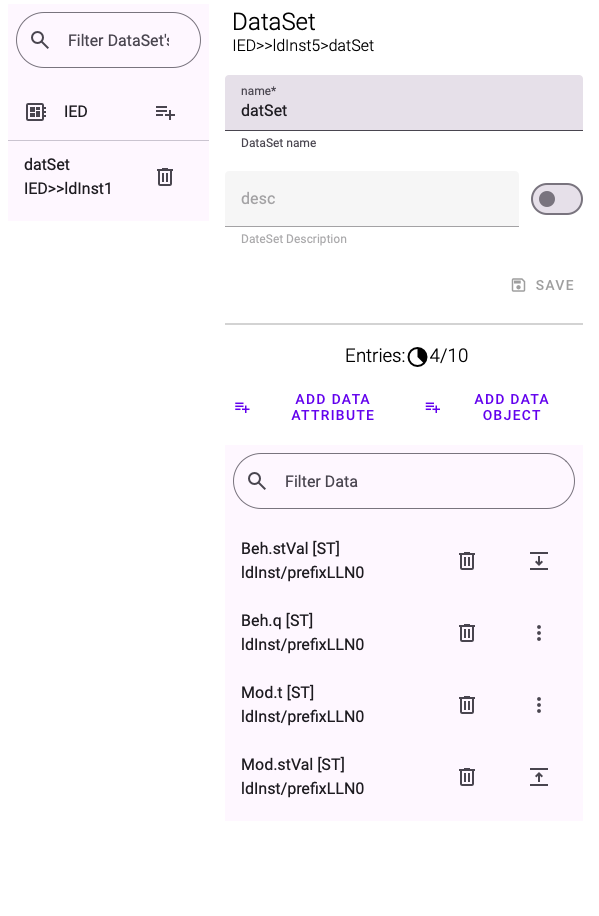 Filter DataSet's
IED
datSet
IED>>ldInst1
DataSet
IED>>ldInst5>datSet
name*
datSet
DataSet name
desc
DateSet Description
SAVE
Entries: 4/10
ADD DATA
ATTRIBUTE
ADD DATA
OBJECT
Filter Data
Beh.stVal [ST]
ldInst/prefixLLN0
Beh.q [ST]
ldInst/prefixLLN0
Mod.t [ST]
ldInst/prefixLLN0
Mod.stVal [ST]
ldInst/prefixLLN0